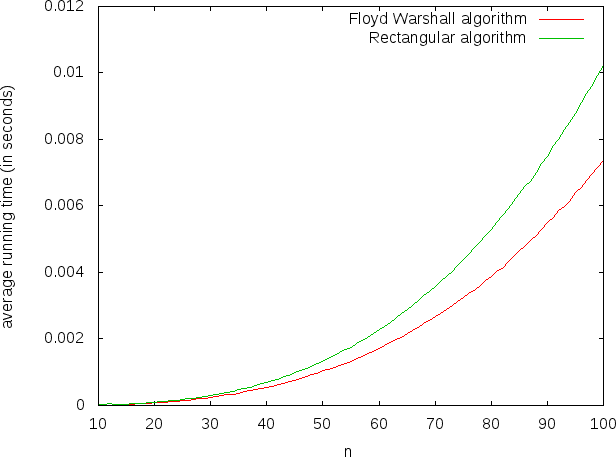 0.012
Floyd Warshall algorithm
Rectangular algorithm
0.01
0.008
0.006
0.004
0.002
0
average running time (in seconds)
10 20 30 40 50 60 70 80 90 100
n